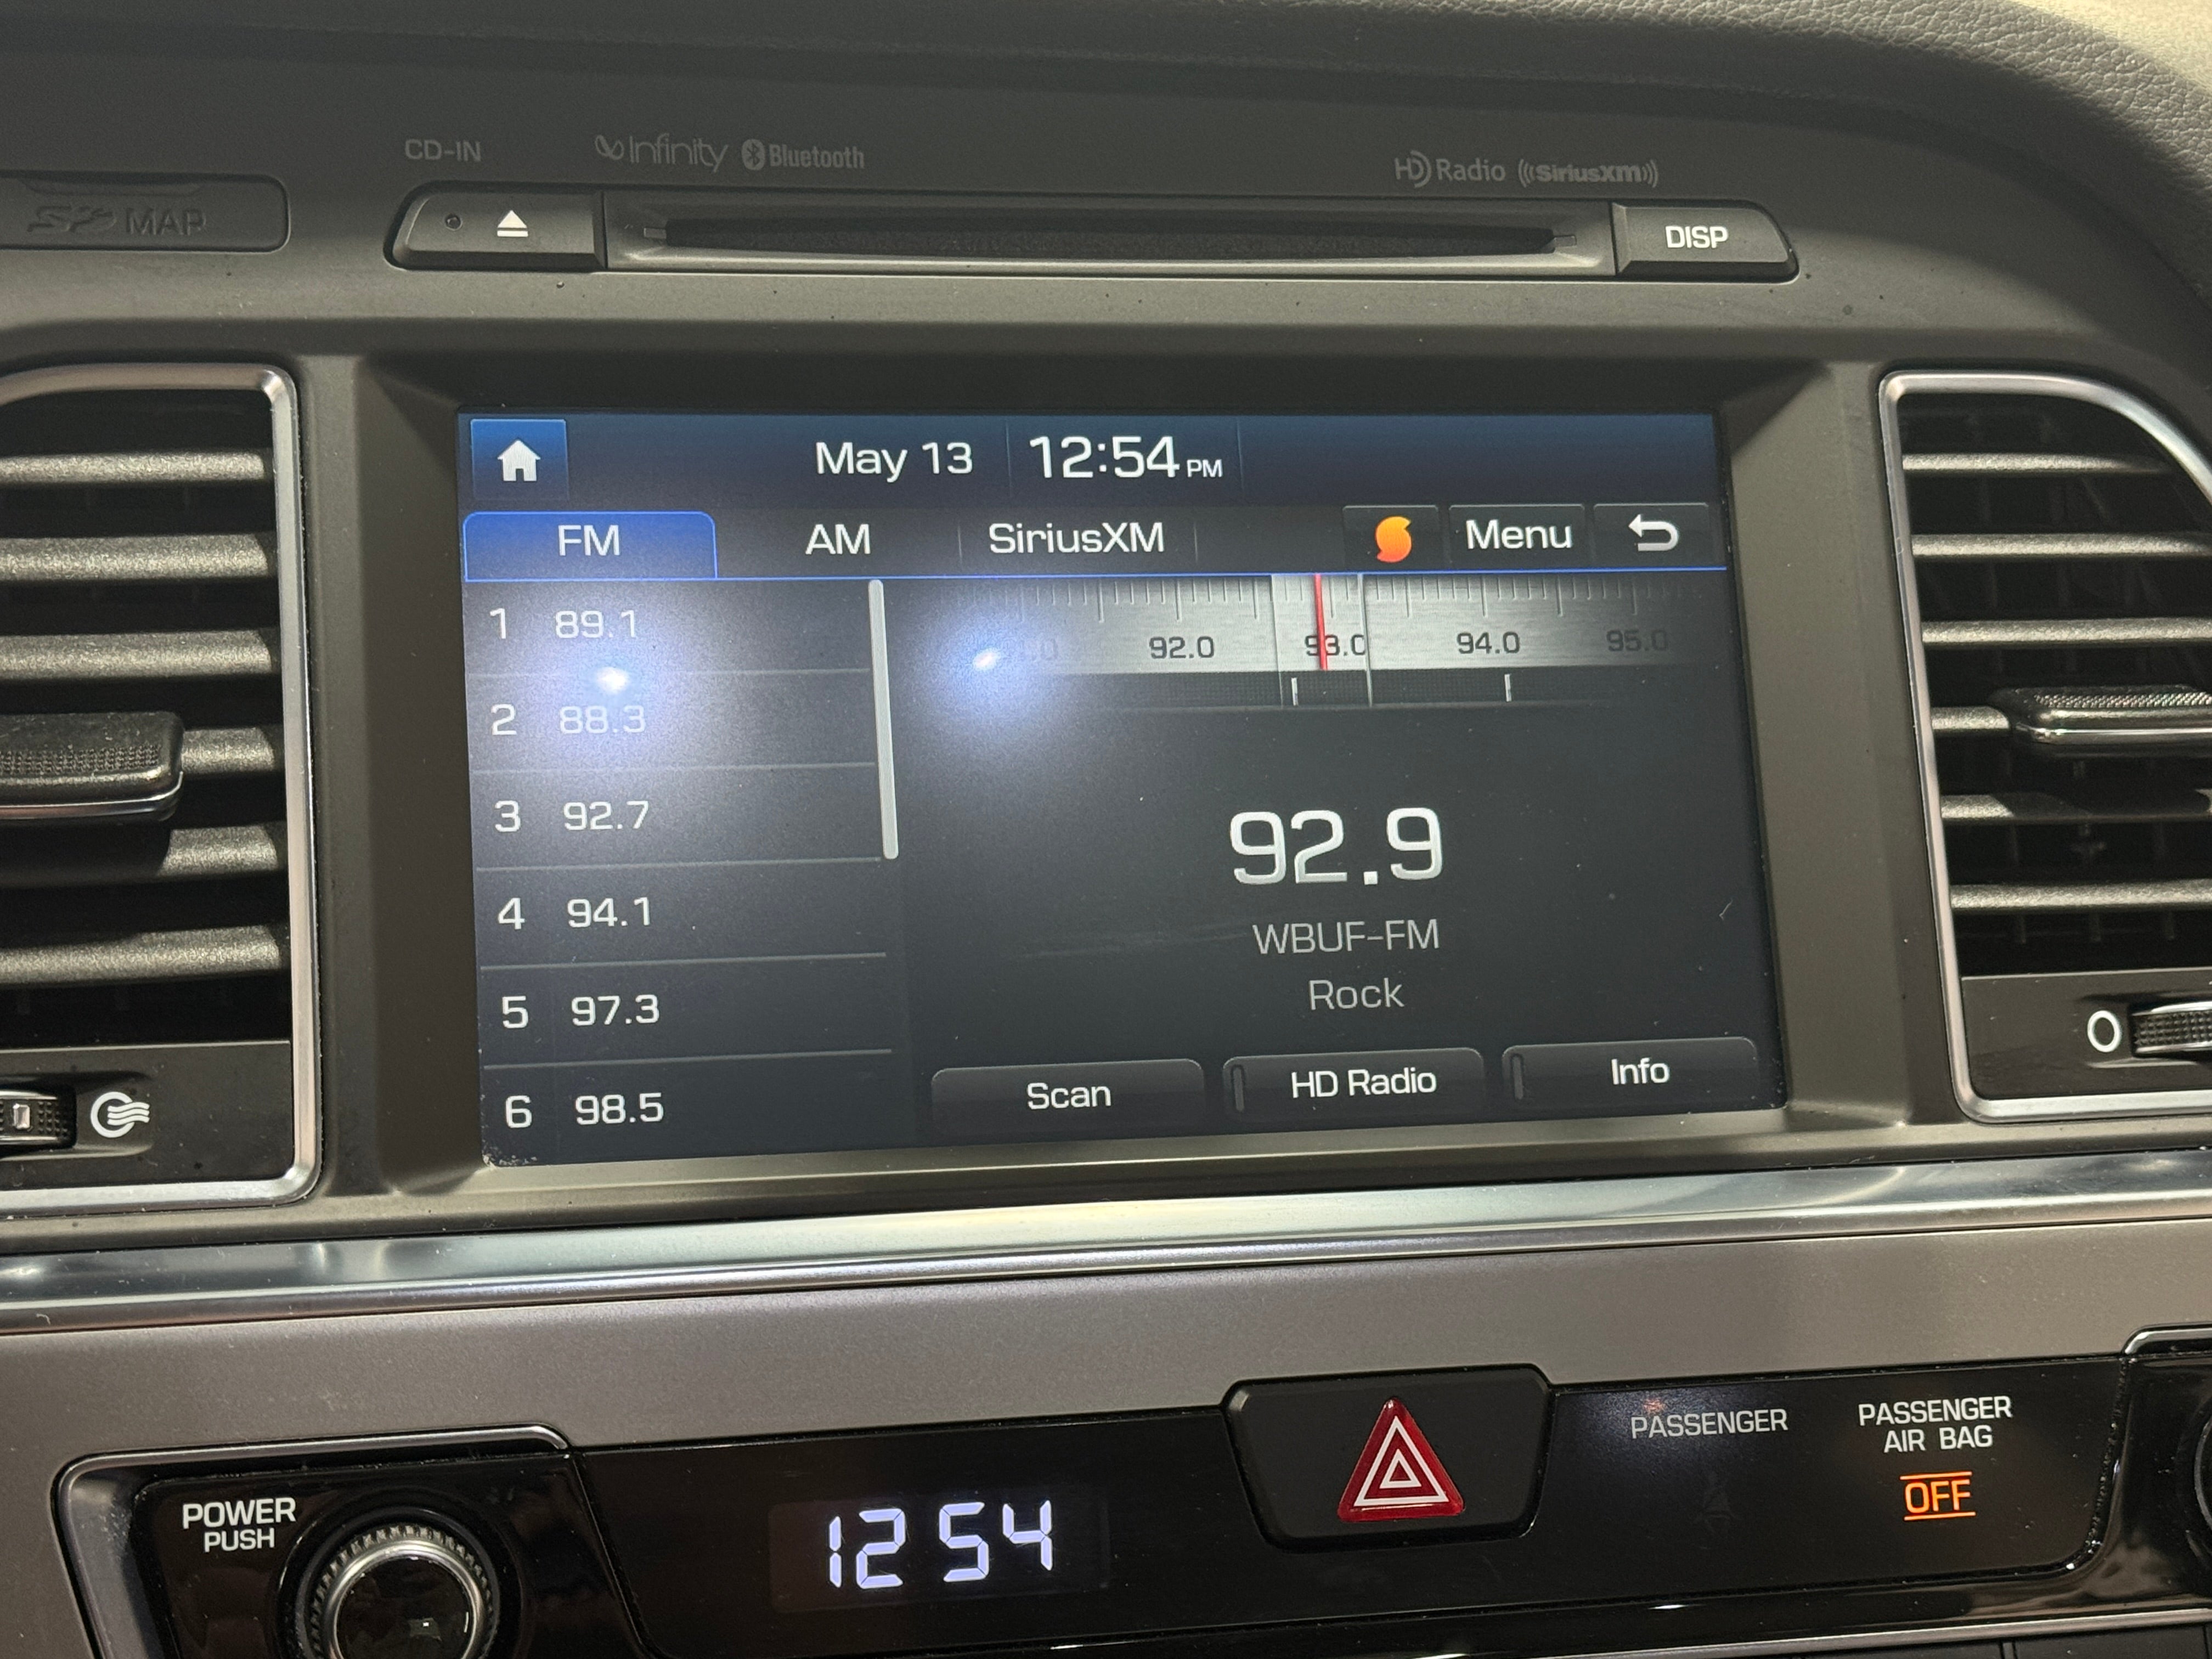 CD-IN
Infinity Bluetooth
HD Radio SiriusXM
MAP
DISP
May 13 12:54 PM
FM AM SiriusXM Menu
1 89.1
2 88.3
3 92.7
4 94.1
5 97.3
6 98.5
92.0 93.0 94.0 95.0
92.9
WBUF-FM
Rock
Scan HD Radio Info
POWER
PUSH
12 54
PASSENGER
PASSENGER
AIR BAG
OFF